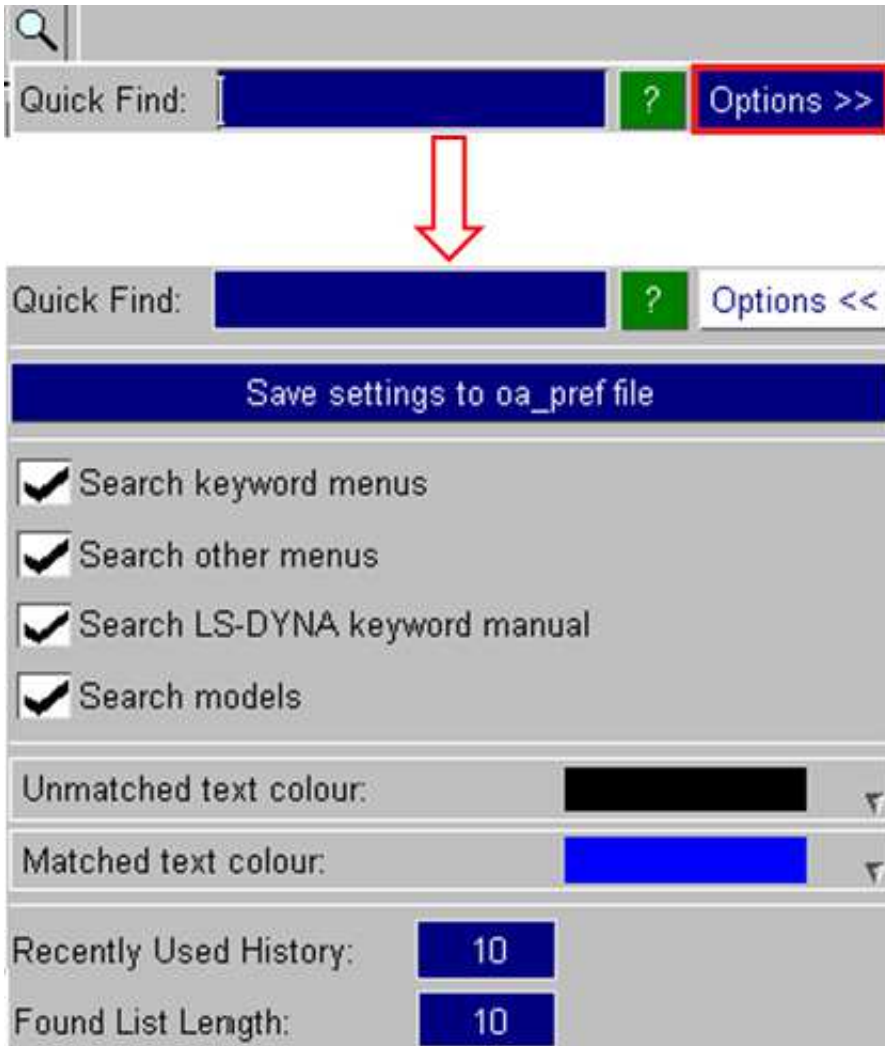 Quick Find: ? Options >>
Quick Find: ? Options <<
Save settings to oa_pref file
Search keyword menus
Search other menus
Search LS-DYNA keyword manual
Search models
Unmatched text colour:
Matched text colour:
Recently Used History: 10
Found List Length: 10